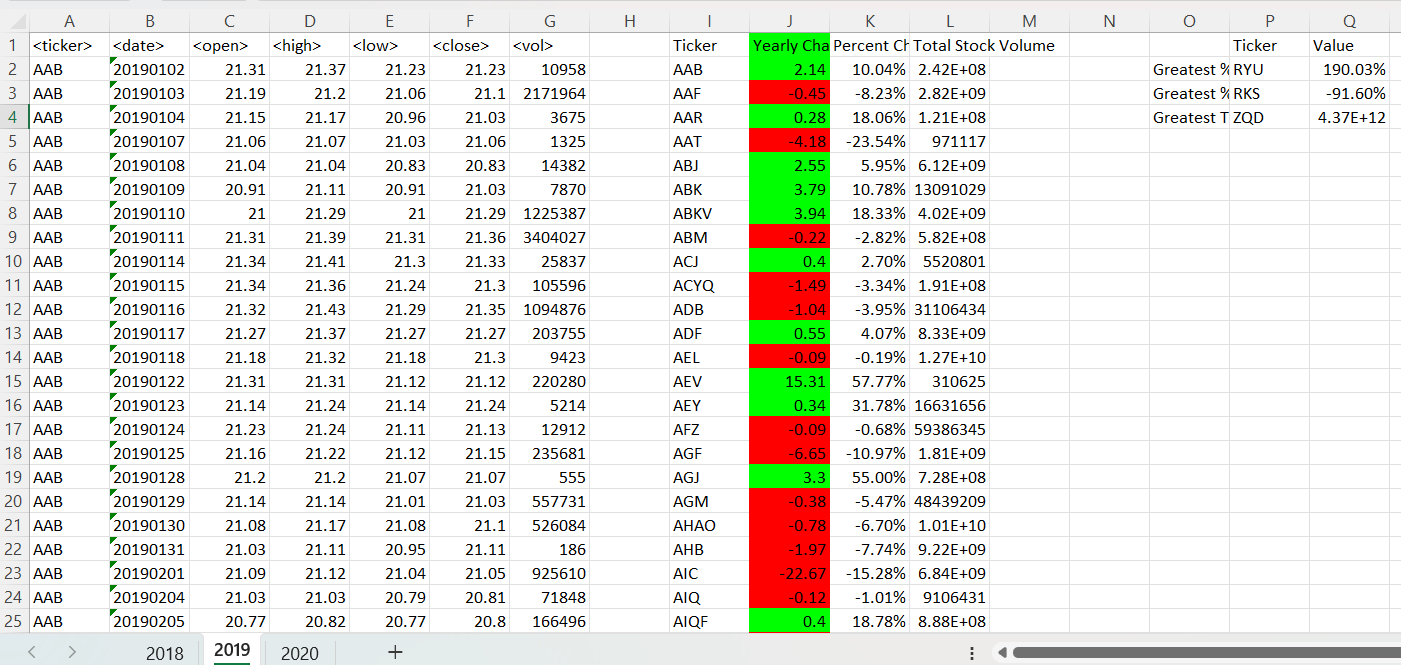 A B C D E F G H I J K L M N O P Q
1 <ticker> <date> <open> <high> <low> <close> <vol> Ticker Yearly Cha Percent Ch Total Stock Volume Ticker Value
2 AAB 20190102 21.31 21.37 21.23 21.23 10958 AAB 2.14 10.04% 2.42E+08 Greatest % RYU 190.03%
3 AAB 20190103 21.19 21.2 21.06 21.1 2171964 AAF -0.45 -8.23% 2.82E+09 Greatest % RKS -91.60%
4 AAB 20190104 21.15 21.17 20.96 21.03 3675 AAR 0.28 18.06% 1.21E+08 Greatest T ZQD 4.37E+12
5 AAB 20190107 21.06 21.07 21.03 21.06 1325 AAT -4.18 -23.54% 971117
6 AAB 20190108 21.04 21.04 20.83 20.83 14382 ABJ 2.55 5.95% 6.12E+09
7 AAB 20190109 20.91 21.11 20.91 21.03 7870 ABK 3.79 10.78% 13091029
8 AAB 20190110 21 21.29 21 21.29 1225387 ABKV 3.94 18.33% 4.02E+09
9 AAB 20190111 21.31 21.39 21.31 21.36 3404027 ABM -0.22 -2.82% 5.82E+08
10 AAB 20190114 21.34 21.41 21.3 21.33 25837 ACJ 0.4 2.70% 5520801
11 AAB 20190115 21.34 21.36 21.24 21.3 105596 ACYQ -1.49 -3.34% 1.91E+08
12 AAB 20190116 21.32 21.43 21.29 21.35 1094876 ADB -1.04 -3.95% 31106434
13 AAB 20190117 21.27 21.37 21.27 21.27 203755 ADF 0.55 4.07% 8.33E+09
14 AAB 20190118 21.18 21.32 21.18 21.3 9423 AEL -0.09 -0.19% 1.27E+10
15 AAB 20190122 21.31 21.31 21.12 21.12 220280 AEV 15.31 57.77% 310625
16 AAB 20190123 21.14 21.24 21.14 21.24 5214 AEY 0.34 31.78% 16631656
17 AAB 20190124 21.23 21.24 21.11 21.13 12912 AFZ -0.09 -0.68% 59386345
18 AAB 20190125 21.16 21.22 21.12 21.15 235681 AGF -6.65 -10.97% 1.81E+09
19 AAB 20190128 21.2 21.2 21.07 21.07 555 AGJ 3.3 55.00% 7.28E+08
20 AAB 20190129 21.14 21.14 21.01 21.03 557731 AGM -0.38 -5.47% 48439209
21 AAB 20190130 21.08 21.17 21.08 21.1 526084 AHAO -0.78 -6.70% 1.01E+10
22 AAB 20190131 21.03 21.11 20.95 21.11 186 AHB -1.97 -7.74% 9.22E+09
23 AAB 20190201 21.09 21.12 21.04 21.05 925610 AIC -22.67 -15.28% 6.84E+09
24 AAB 20190204 21.03 21.03 20.79 20.81 71848 AIQ -0.12 -1.01% 9106431
25 AAB 20190205 20.77 20.82 20.77 20.8 166496 AIQF 0.4 18.78% 8.88E+08
2018 2019 2020